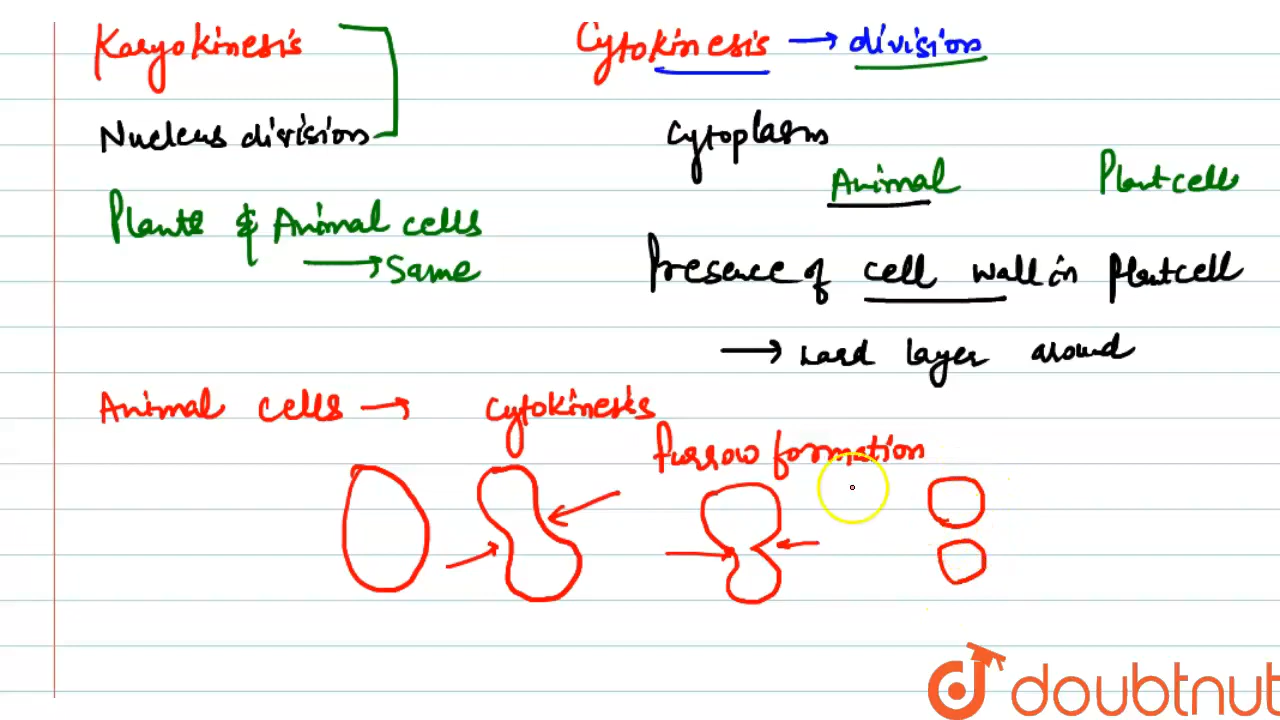 Karyokinesis
Cytokinesis → division
Nucleus division
Cytoplasm
Animal Plant cell
Plants & Animal cells
→ Same
Presence of cell wall in Plant cell
→ hard layer around
Animal cells → cytokinesis
furrow formation
doubtnut